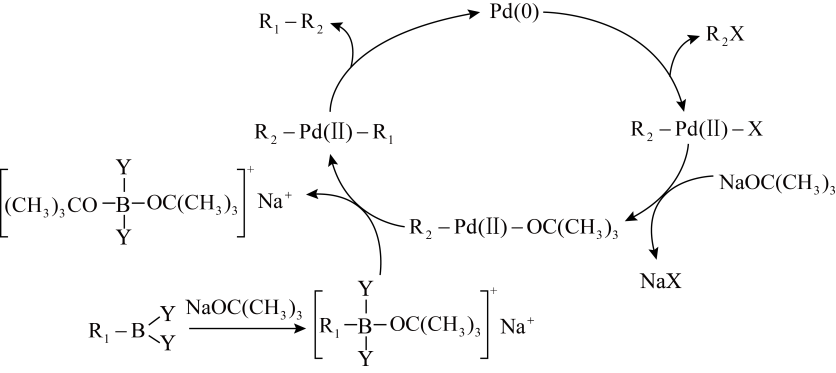 Pd(0)
R₁－R₂
R₂X
R₂－Pd(Ⅱ)－R₁
R₂－Pd(Ⅱ)－X
NaOC(CH₃)₃
Y
[(CH₃)₃CO－B－OC(CH₃)₃]⁺Na⁺
Y
R₂－Pd(Ⅱ)－OC(CH₃)₃
NaX
R₁－B
Y
Y
NaOC(CH₃)₃
Y
[R₁－B－OC(CH₃)₃]⁺Na⁺
Y